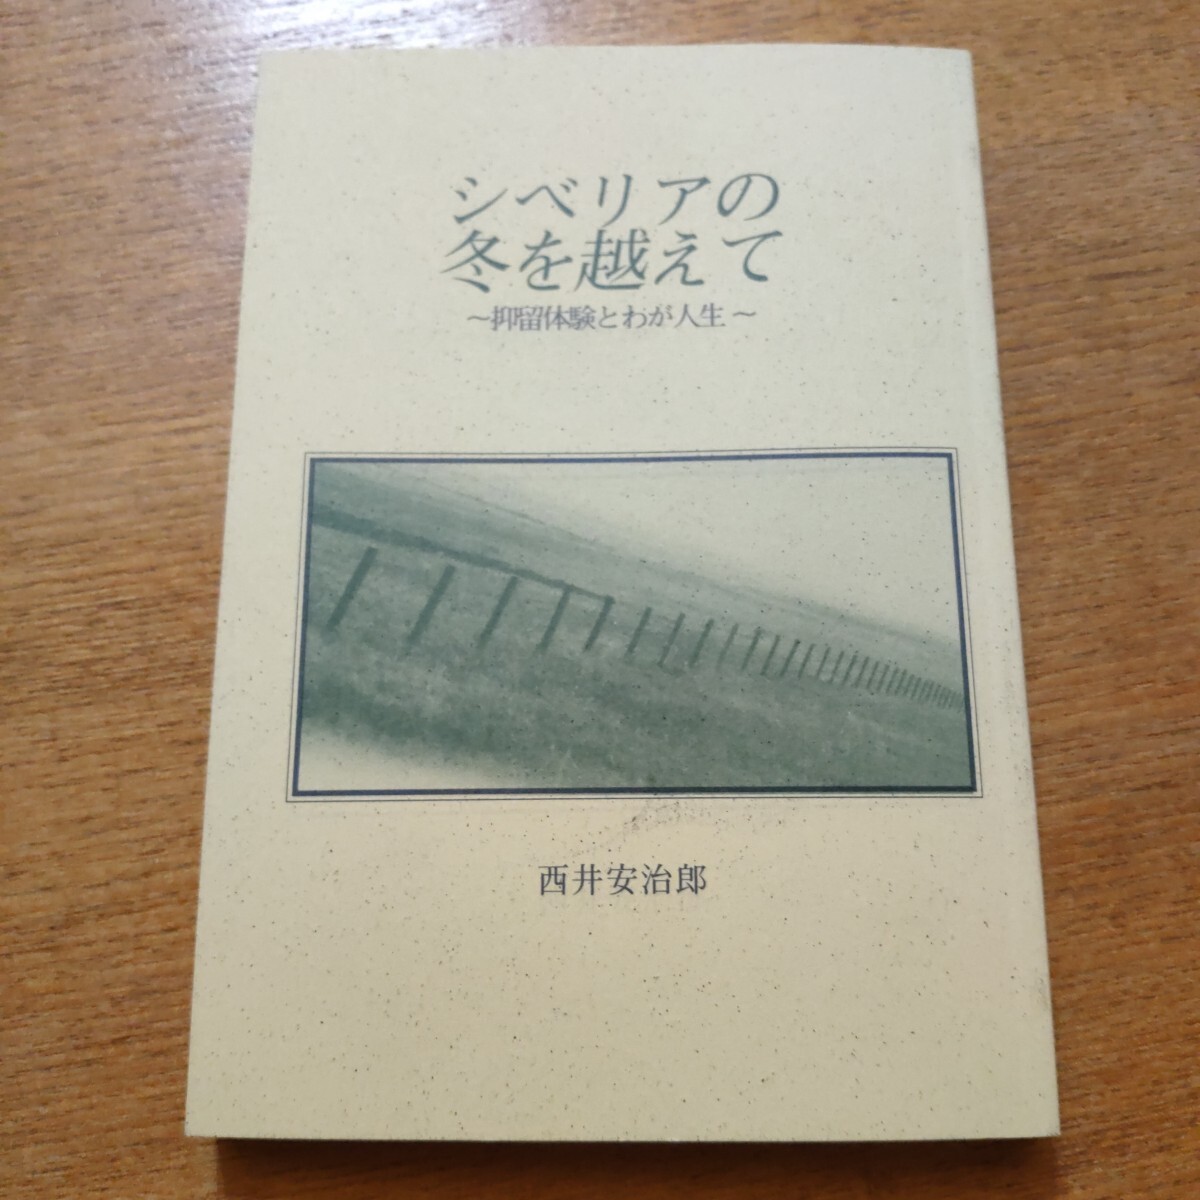 シベリアの
冬を越えて
～抑留体験とわが人生～
西井安治郎